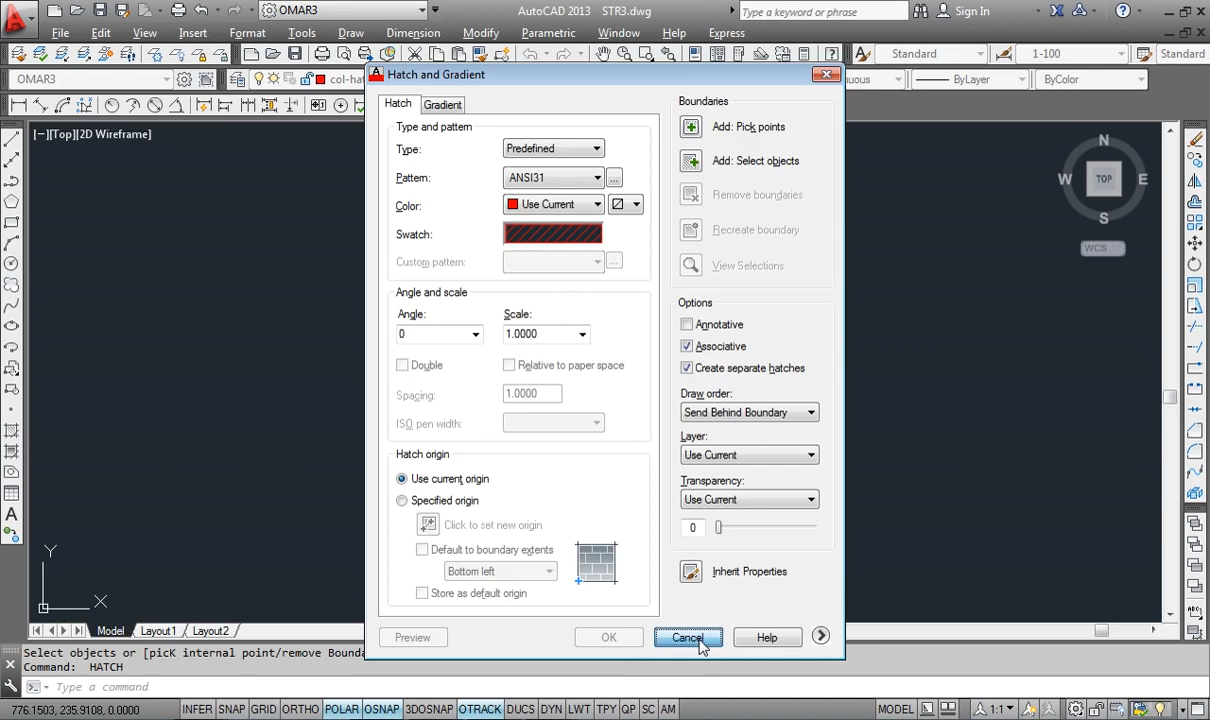 OMAR3
AutoCAD 2013 STR3.dwg
Type a keyword or phrase
Sign In
File Edit View Insert Format Tools Draw Dimension Modify Parametric Window Help Express
Standard
1-100
Standard
OMAR3
ByLayer
ByColor
[−][Top][2D Wireframe]
Hatch and Gradient
Hatch
Gradient
Type and pattern
Type:
Predefined
Pattern:
ANSI31
Color:
Use Current
Swatch:
Custom pattern:
Angle and scale
Angle:
Scale:
0
1.0000
Double
Relative to paper space
Spacing:
1.0000
ISO pen width:
Hatch origin
Use current origin
Specified origin
Click to set new origin
Default to boundary extents
Bottom left
Store as default origin
Boundaries
Add: Pick points
Add: Select objects
Remove boundaries
Recreate boundary
View Selections
Options
Annotative
Associative
Create separate hatches
Draw order:
Send Behind Boundary
Layer:
Use Current
Transparency:
Use Current
0
Inherit Properties
Preview
OK
Cancel
Help
N
W
TOP
E
S
WCS
Y
X
Model
Layout1
Layout2
Select objects or [picK internal point/remove Bounda
Command: HATCH
Type a command
776.1503, 235.9108, 0.0000
INFER SNAP GRID ORTHO POLAR OSNAP 3DOSNAP OTRACK DUCS DYN LWT TPY QP SC AM
MODEL
1:1